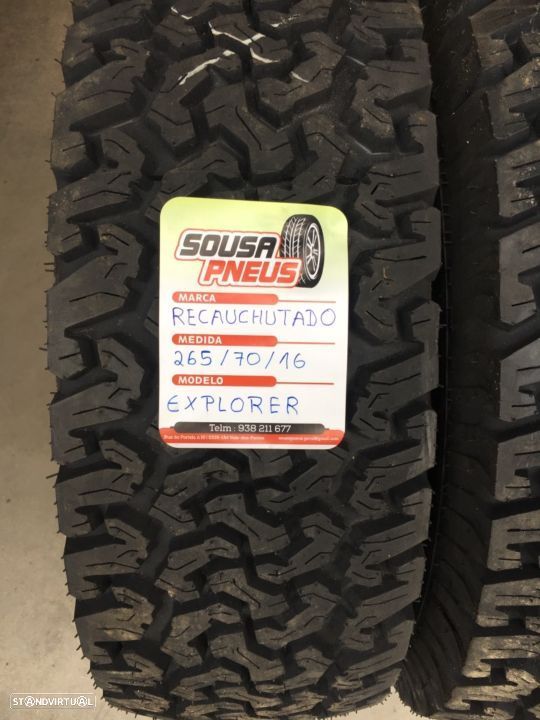 SOUSA
PNEUS
MARCA
RECAUCHUTADO
MEDIDA
265/70/16
MODELO
EXPLORER
Telm : 938 211 677
STANDVIRTUAL